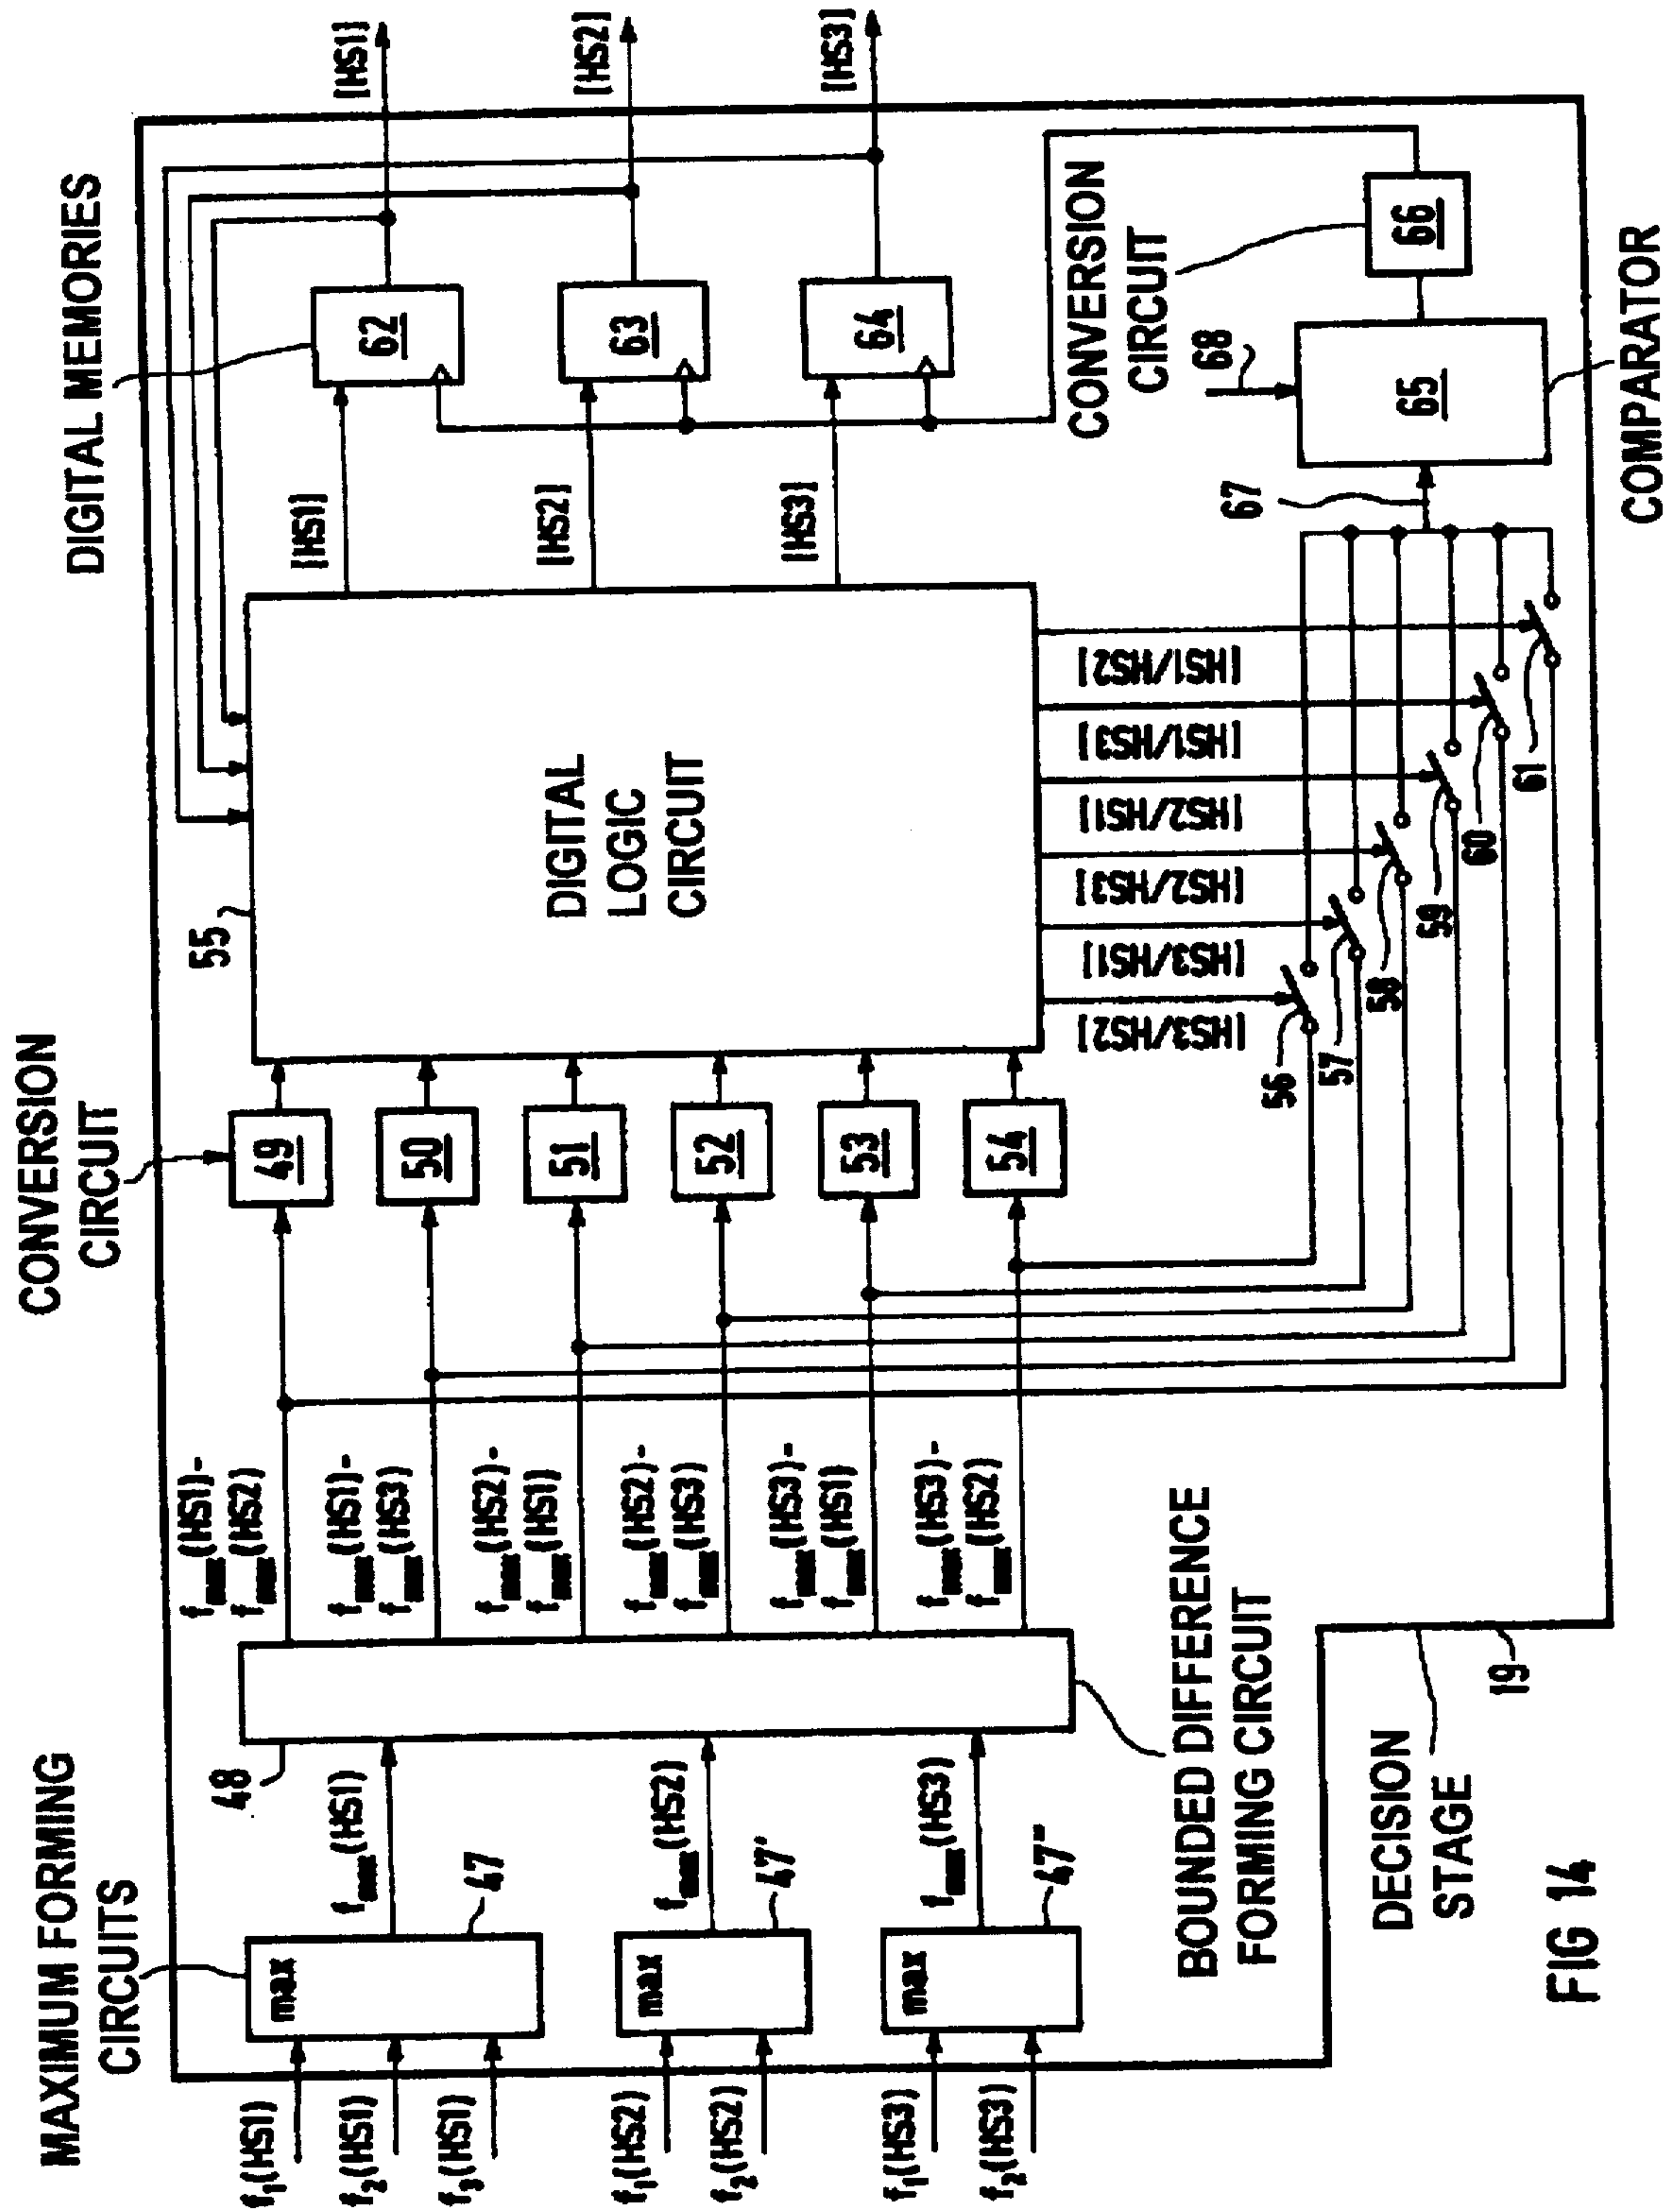 MAXIMUM FORMING
CIRCUITS
f₁(HS1)
f₂(HS1)
f₃(HS1)
f₁(HS2)
f₂(HS2)
f₁(HS3)
f₂(HS3)
max
max
max
47
47'
47"
fmax(HS1)
fmax(HS2)
fmax(HS3)
48
BOUNDED DIFFERENCE
FORMING CIRCUIT
fmax(HS1)-
fmax(HS2)
fmax(HS1)-
fmax(HS3)
fmax(HS2)-
fmax(HS1)
fmax(HS2)-
fmax(HS3)
fmax(HS3)-
fmax(HS1)
fmax(HS3)-
fmax(HS2)
CONVERSION
CIRCUIT
49
50
51
52
53
54
55
DIGITAL
LOGIC
CIRCUIT
[HS3/HS2]
[HS3/HS1]
[HS2/HS3]
[HS2/HS1]
[HS1/HS3]
[HS1/HS2]
56
57
58
59
60
61
[HS1]
[HS2]
[HS3]
DIGITAL MEMORIES
62
63
64
[HS1]
[HS2]
[HS3]
CONVERSION
CIRCUIT
66
68
65
67
COMPARATOR
DECISION
STAGE
19
FIG 14